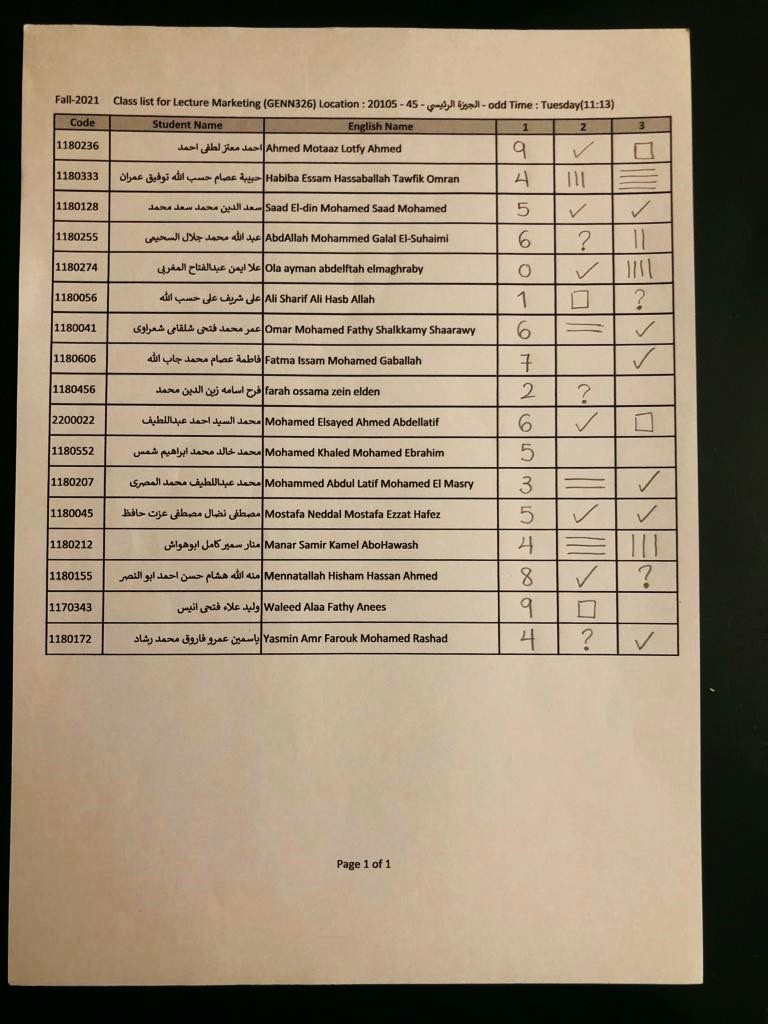 Fall-2021 Class list for Lecture Marketing (GENN326) Location : 20105 - 45 - الجيزة الرئيسي - odd Time : Tuesday(11:13)
Code Student Name English Name 1 2 3
1180236 احمد معتز لطفى احمد Ahmed Motaaz Lotfy Ahmed 9 ✓ □
1180333 حبيبة عصام حسب الله توفيق عمران Habiba Essam Hassaballah Tawfik Omran 4 ||| ☰
1180128 سعد الدين محمد سعد محمد Saad El-din Mohamed Saad Mohamed 5 ✓ ✓
1180255 عبد الله محمد جلال السحيمى AbdAllah Mohammed Galal El-Suhaimi 6 ? ||
1180274 علا ايمن عبدالفتاح المغربي Ola ayman abdelftah elmaghraby 0 ✓ ||||
1180056 على شريف على حسب الله Ali Sharif Ali Hasb Allah 1 □ ?
1180041 عمر محمد فتحى شلقامى شعراوى Omar Mohamed Fathy Shalkkamy Shaarawy 6 = ✓
1180606 فاطمة عصام محمد جاب الله Fatma Issam Mohamed Gaballah 7 ✓
1180456 فرح اسامه زين الدين محمد farah ossama zein elden 2 ?
2200022 محمد السيد احمد عبداللطيف Mohamed Elsayed Ahmed Abdellatif 6 ✓ □
1180552 محمد خالد محمد ابراهيم شمس Mohamed Khaled Mohamed Ebrahim 5
1180207 محمد عبداللطيف محمد المصرى Mohammed Abdul Latif Mohamed El Masry 3 = ✓
1180045 مصطفى نضال مصطفى عزت حافظ Mostafa Neddal Mostafa Ezzat Hafez 5 ✓ ✓
1180212 منار سمير كامل ابوهواش Manar Samir Kamel AboHawash 4 ☰ |||
1180155 منه الله هشام حسن احمد ابو النصر Mennatallah Hisham Hassan Ahmed 8 ✓ ?
1170343 وليد علاء فتحى انيس Waleed Alaa Fathy Anees 9 □
1180172 ياسمين عمرو فاروق محمد رشاد Yasmin Amr Farouk Mohamed Rashad 4 ? ✓
Page 1 of 1